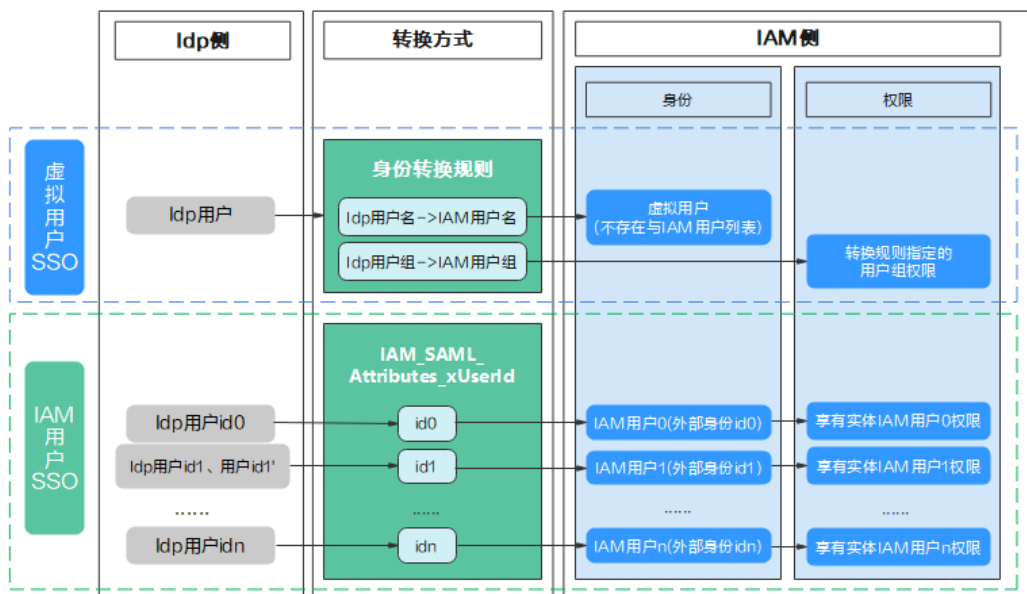 Idp侧
转换方式
IAM侧
身份
权限
虚
拟
用
户
SSO
Idp用户
身份转换规则
Idp用户名->IAM用户名
Idp用户组->IAM用户组
虚拟用户
(不存在与IAM用户列表)
转换规则指定的
用户组权限
IAM
用
户
SSO
IAM_SAML_
Attributes_xUserId
Idp用户id0
id0
IAM用户0(外部身份id0)
享有实体IAM用户0权限
Idp用户id1、用户id1'
id1
IAM用户1(外部身份id1)
享有实体IAM用户1权限
......
......
......
......
Idp用户idn
idn
IAM用户n(外部身份idn)
享有实体IAM用户n权限